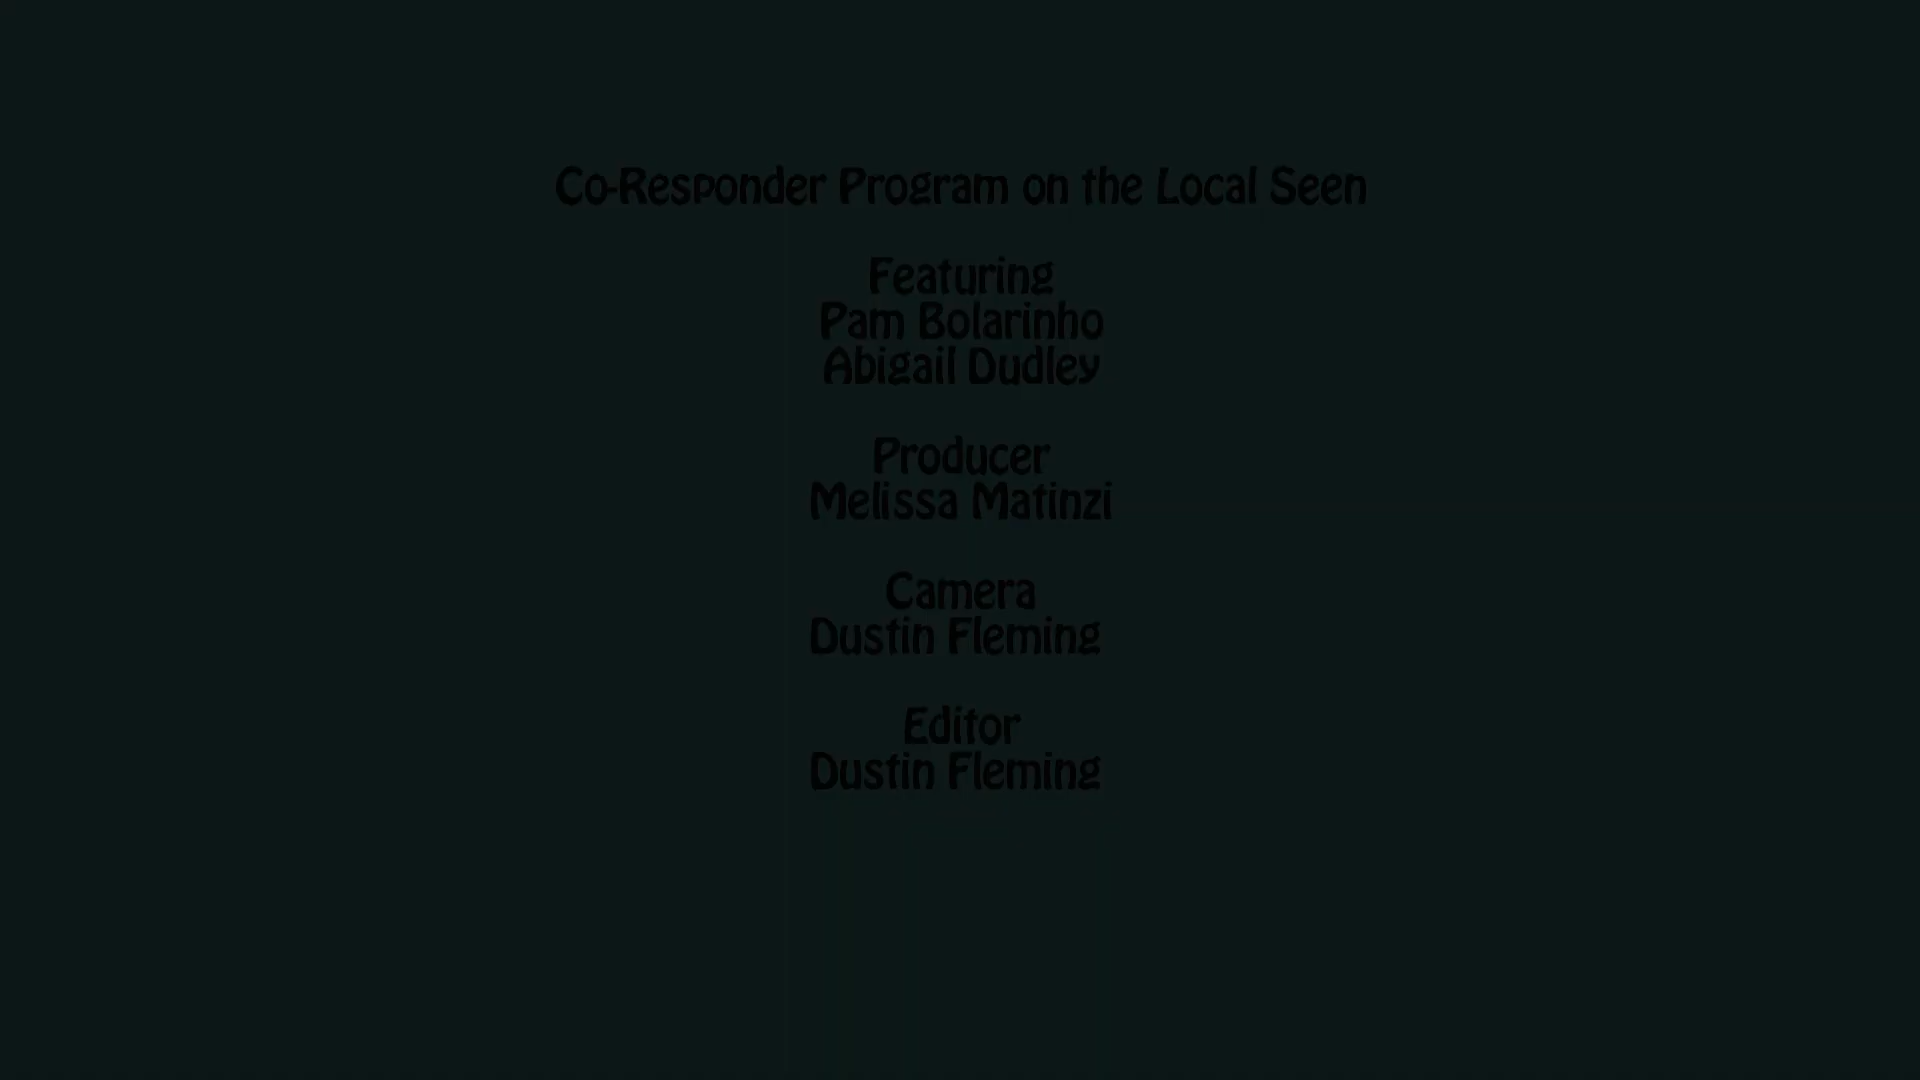 Co-Responder Program on the Local Seen
Featuring
Pam Bolarinho
Abigail Dudley
Producer
Melissa Matinzi
Camera
Dustin Fleming
Editor
Dustin Fleming